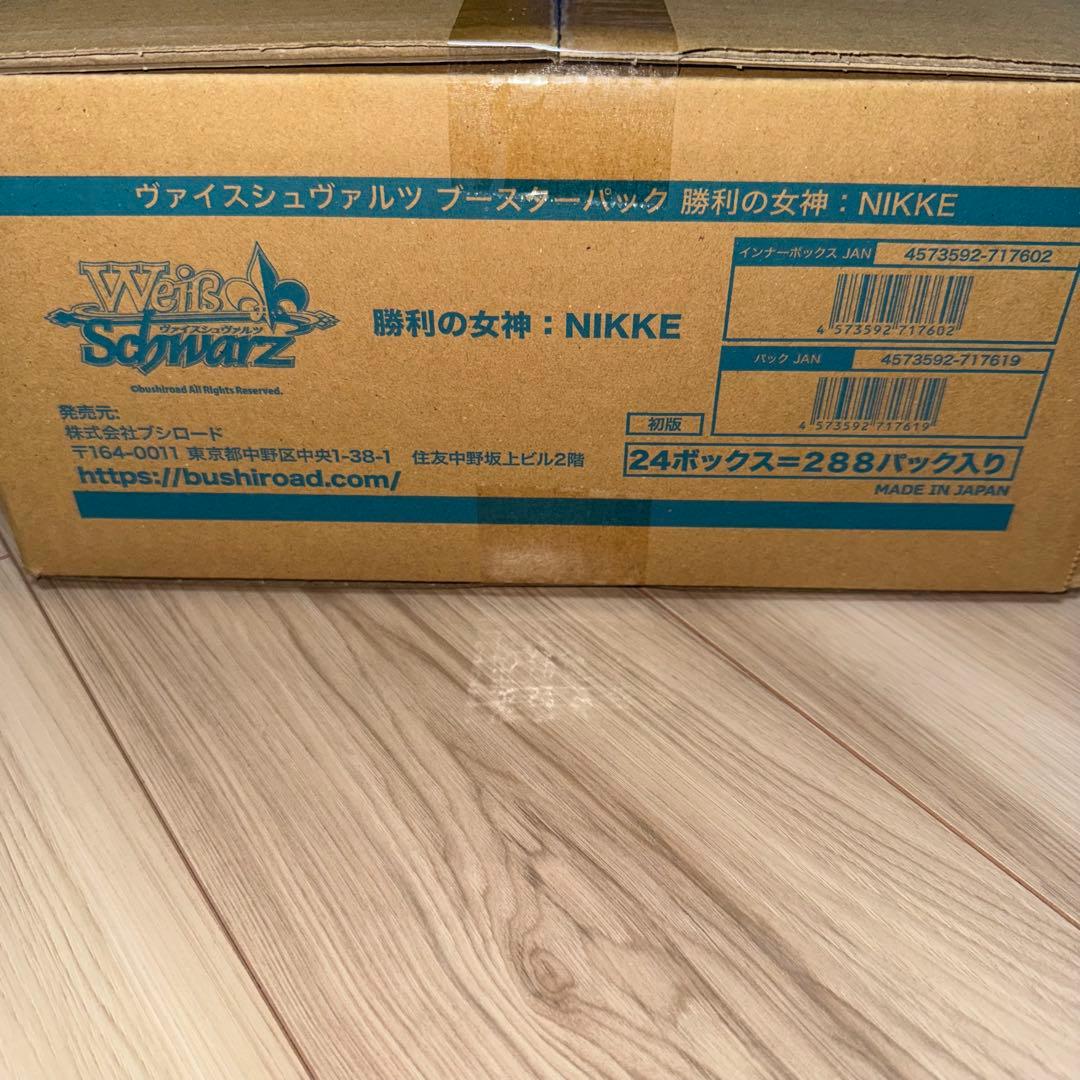 ヴァイスシュヴァルツ ブースターパック 勝利の女神：NIKKE
Weiß
ヴァイスシュヴァルツ
Schwarz
©bushiroad All Rights Reserved.
勝利の女神：NIKKE
インナーボックス JAN 4573592-717602
4 573592 717602
パック JAN 4573592-717619
4 573592 717619
発売元:
株式会社ブシロード
〒164-0011 東京都中野区中央1-38-1 住友中野坂上ビル2階
https://bushiroad.com/
初版
24ボックス=288パック入り
MADE IN JAPAN